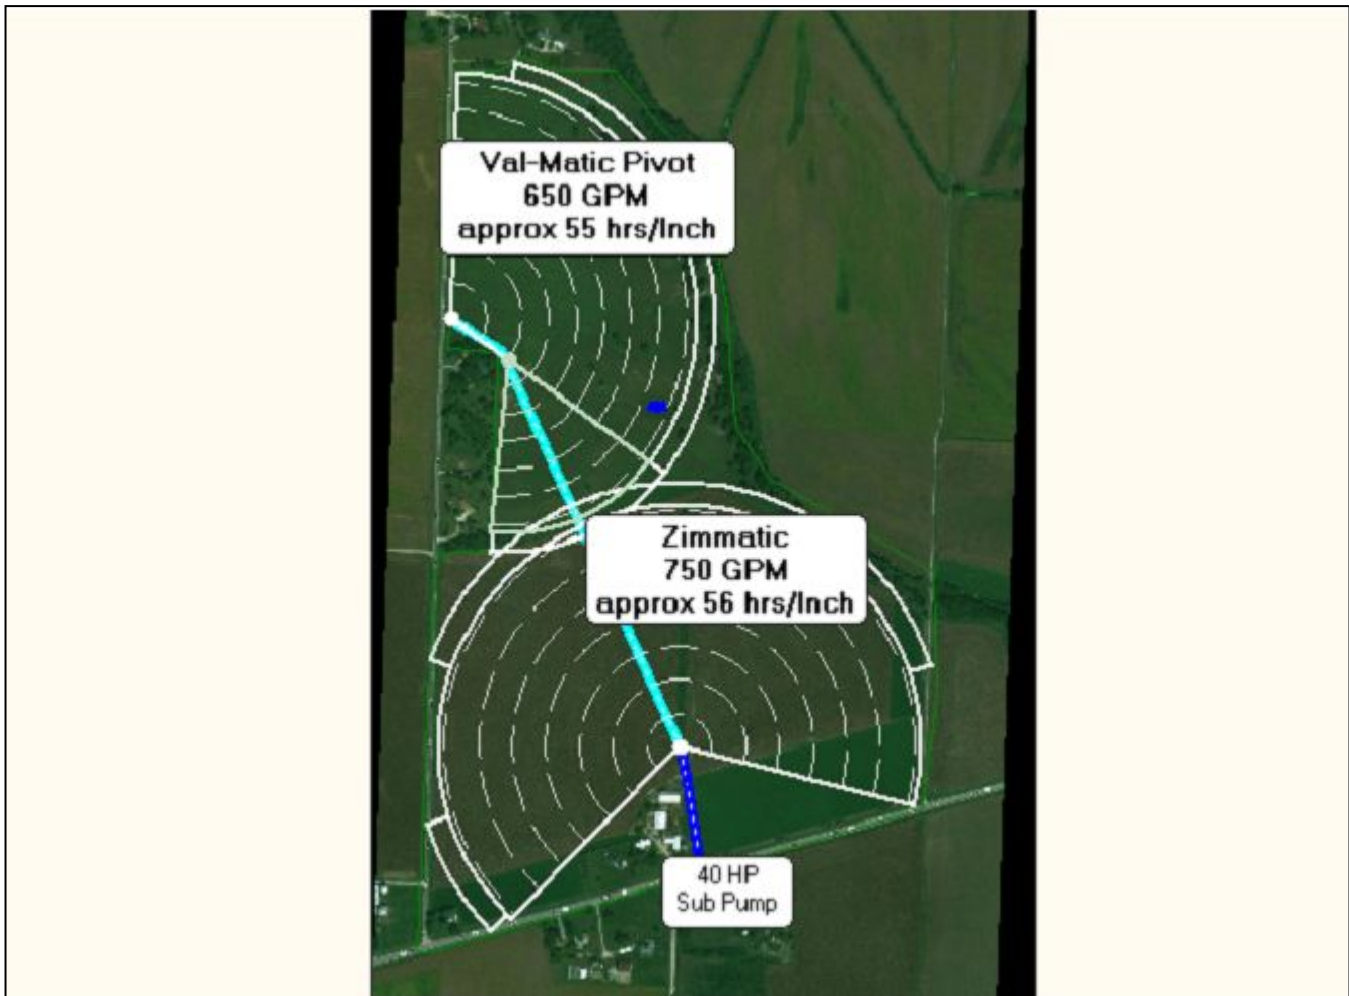 Val-Matic Pivot
650 GPM
approx 55 hrs/Inch
Zimmatic
750 GPM
approx 56 hrs/Inch
40 HP
Sub Pump